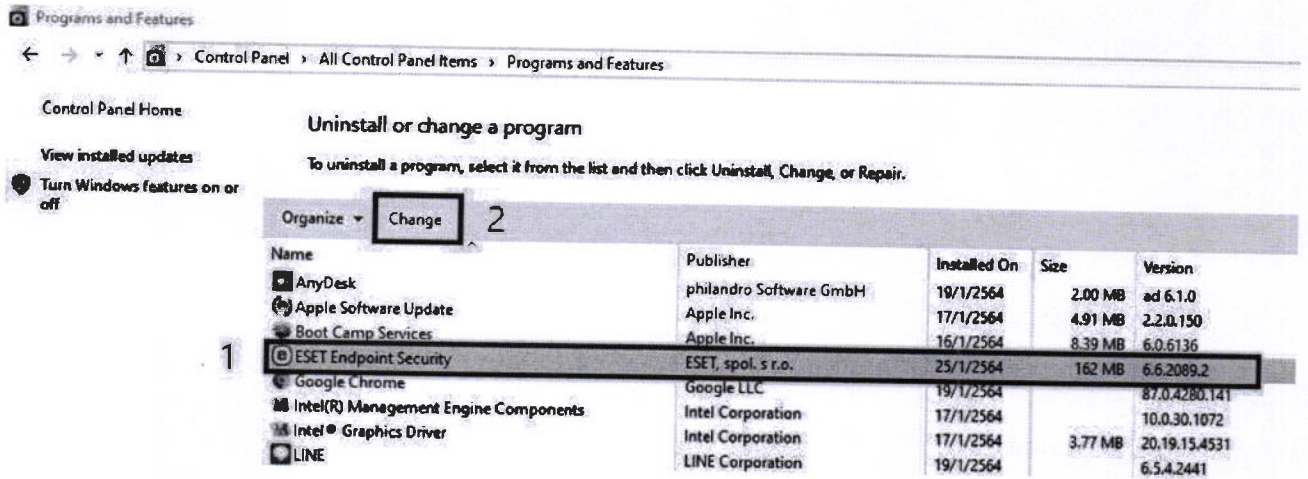 Programs and Features
Control Panel › All Control Panel Items › Programs and Features
Control Panel Home
View installed updates
Turn Windows features on or
off
Uninstall or change a program
To uninstall a program, select it from the list and then click Uninstall, Change, or Repair.
Organize Change 2
Name Publisher Installed On Size Version
AnyDesk philandro Software GmbH 19/1/2564 2.00 MB ad 6.1.0
Apple Software Update Apple Inc. 17/1/2564 4.91 MB 2.2.0.150
Boot Camp Services Apple Inc. 16/1/2564 8.39 MB 6.0.6136
1 ESET Endpoint Security ESET, spol. s r.o. 25/1/2564 162 MB 6.6.2089.2
Google Chrome Google LLC 19/1/2564 87.0.4280.141
Intel(R) Management Engine Components Intel Corporation 17/1/2564 10.0.30.1072
Intel® Graphics Driver Intel Corporation 17/1/2564 3.77 MB 20.19.15.4531
LINE LINE Corporation 19/1/2564 6.5.4.2441